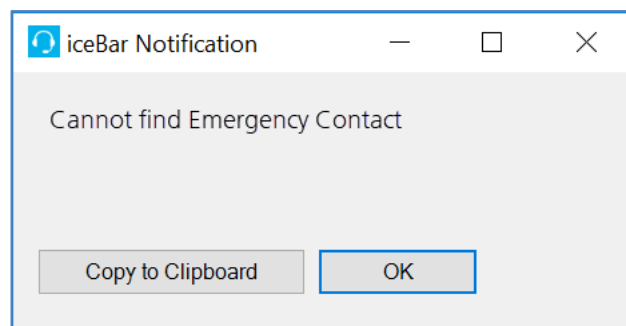 iceBar Notification
Cannot find Emergency Contact
Copy to Clipboard
OK